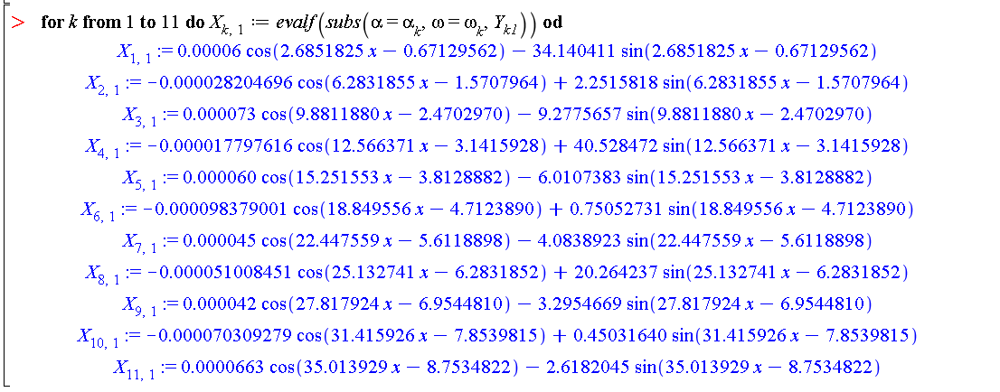 > for k from 1 to 11 do X_{k, 1} := evalf(subs(α = α_k, ω = ω_k, Y_{k1})) od
X_{1, 1} := 0.00006 cos(2.6851825 x − 0.67129562) − 34.140411 sin(2.6851825 x − 0.67129562)
X_{2, 1} := −0.000028204696 cos(6.2831855 x − 1.5707964) + 2.2515818 sin(6.2831855 x − 1.5707964)
X_{3, 1} := 0.000073 cos(9.8811880 x − 2.4702970) − 9.2775657 sin(9.8811880 x − 2.4702970)
X_{4, 1} := −0.000017797616 cos(12.566371 x − 3.1415928) + 40.528472 sin(12.566371 x − 3.1415928)
X_{5, 1} := 0.000060 cos(15.251553 x − 3.8128882) − 6.0107383 sin(15.251553 x − 3.8128882)
X_{6, 1} := −0.000098379001 cos(18.849556 x − 4.7123890) + 0.75052731 sin(18.849556 x − 4.7123890)
X_{7, 1} := 0.000045 cos(22.447559 x − 5.6118898) − 4.0838923 sin(22.447559 x − 5.6118898)
X_{8, 1} := −0.000051008451 cos(25.132741 x − 6.2831852) + 20.264237 sin(25.132741 x − 6.2831852)
X_{9, 1} := 0.000042 cos(27.817924 x − 6.9544810) − 3.2954669 sin(27.817924 x − 6.9544810)
X_{10, 1} := −0.000070309279 cos(31.415926 x − 7.8539815) + 0.45031640 sin(31.415926 x − 7.8539815)
X_{11, 1} := 0.0000663 cos(35.013929 x − 8.7534822) − 2.6182045 sin(35.013929 x − 8.7534822)